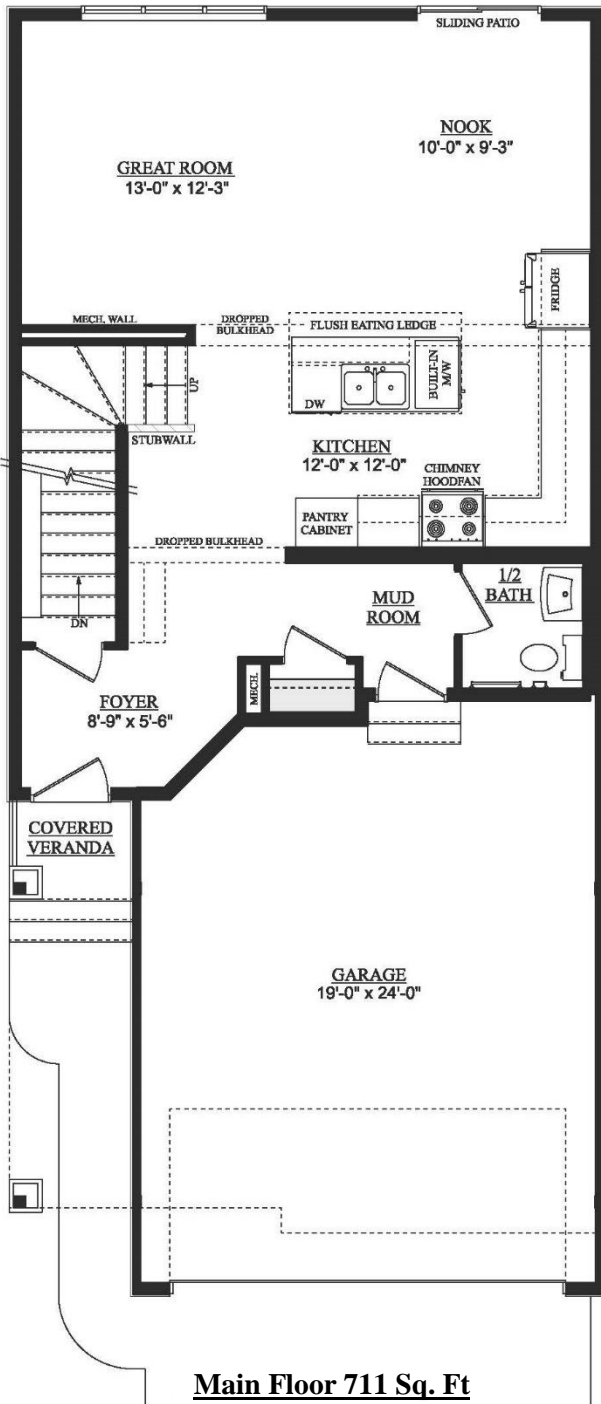 SLIDING PATIO
NOOK
10'-0" x 9'-3"
GREAT ROOM
13'-0" x 12'-3"
FRIDGE
MECH. WALL
DROPPED
BULKHEAD
FLUSH EATING LEDGE
BUILT-IN
M/W
UP
DW
STUBWALL
KITCHEN
12'-0" x 12'-0"
CHIMNEY
HOODFAN
PANTRY
CABINET
DROPPED BULKHEAD
1/2
BATH
MUD
ROOM
DN
MECH.
FOYER
8'-9" x 5'-6"
COVERED
VERANDA
GARAGE
19'-0" x 24'-0"
Main Floor 711 Sq. Ft